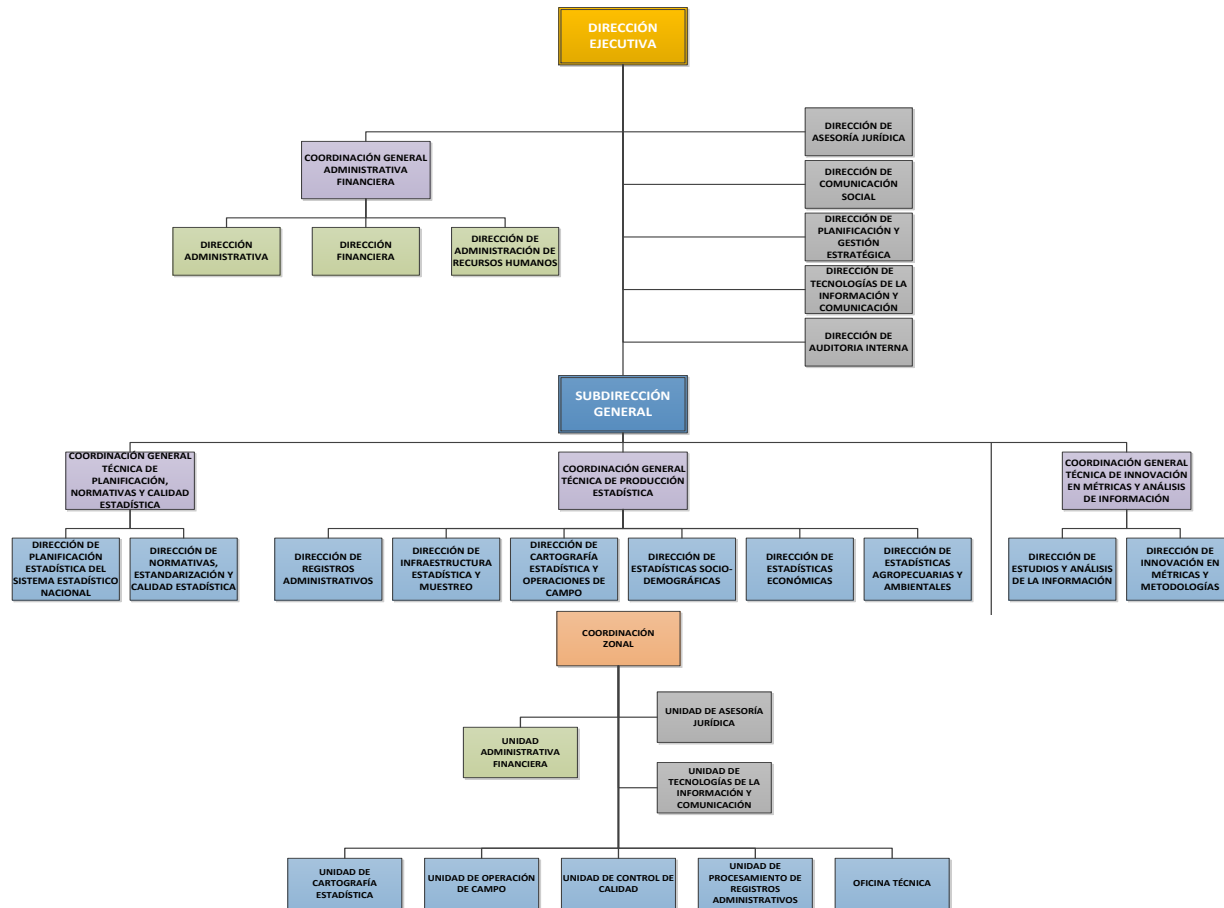 DIRECCIÓN
EJECUTIVA
DIRECCIÓN DE
ASESORÍA JURÍDICA
COORDINACIÓN GENERAL
ADMINISTRATIVA
FINANCIERA
DIRECCIÓN DE
COMUNICACIÓN
SOCIAL
DIRECCIÓN
ADMINISTRATIVA
DIRECCIÓN
FINANCIERA
DIRECCIÓN DE
ADMINISTRACIÓN DE
RECURSOS HUMANOS
DIRECCIÓN DE
PLANIFICACIÓN Y
GESTIÓN
ESTRATÉGICA
DIRECCIÓN DE
TECNOLOGÍAS DE LA
INFORMACIÓN Y
COMUNICACIÓN
DIRECCIÓN DE
AUDITORIA INTERNA
SUBDIRECCIÓN
GENERAL
COORDINACIÓN GENERAL
TÉCNICA DE
PLANIFICACIÓN,
NORMATIVAS Y CALIDAD
ESTADÍSTICA
COORDINACIÓN GENERAL
TÉCNICA DE PRODUCCIÓN
ESTADÍSTICA
COORDINACIÓN GENERAL
TÉCNICA DE INNOVACIÓN
EN MÉTRICAS Y ANÁLISIS
DE INFORMACIÓN
DIRECCIÓN DE
PLANIFICACIÓN
ESTADÍSTICA DEL
SISTEMA ESTADÍSTICO
NACIONAL
DIRECCIÓN DE
NORMATIVAS,
ESTANDARIZACIÓN Y
CALIDAD ESTADÍSTICA
DIRECCIÓN DE
REGISTROS
ADMINISTRATIVOS
DIRECCIÓN DE
INFRAESTRUCTURA
ESTADÍSTICA Y
MUESTREO
DIRECCIÓN DE
CARTOGRAFÍA
ESTADÍSTICA Y
OPERACIONES DE
CAMPO
DIRECCIÓN DE
ESTADÍSTICAS SOCIO-
DEMOGRÁFICAS
DIRECCIÓN DE
ESTADÍSTICAS
ECONÓMICAS
DIRECCIÓN DE
ESTADÍSTICAS
AGROPECUARIAS Y
AMBIENTALES
DIRECCIÓN DE
ESTUDIOS Y ANÁLISIS
DE LA INFORMACIÓN
DIRECCIÓN DE
INNOVACIÓN EN
MÉTRICAS Y
METODOLOGÍAS
COORDINACIÓN
ZONAL
UNIDAD DE ASESORÍA
JURÍDICA
UNIDAD
ADMINISTRATIVA
FINANCIERA
UNIDAD DE
TECNOLOGÍAS DE LA
INFORMACIÓN Y
COMUNICACIÓN
UNIDAD DE
CARTOGRAFÍA
ESTADÍSTICA
UNIDAD DE OPERACIÓN
DE CAMPO
UNIDAD DE CONTROL DE
CALIDAD
UNIDAD DE
PROCESAMIENTO DE
REGISTROS
ADMINISTRATIVOS
OFICINA TÉCNICA